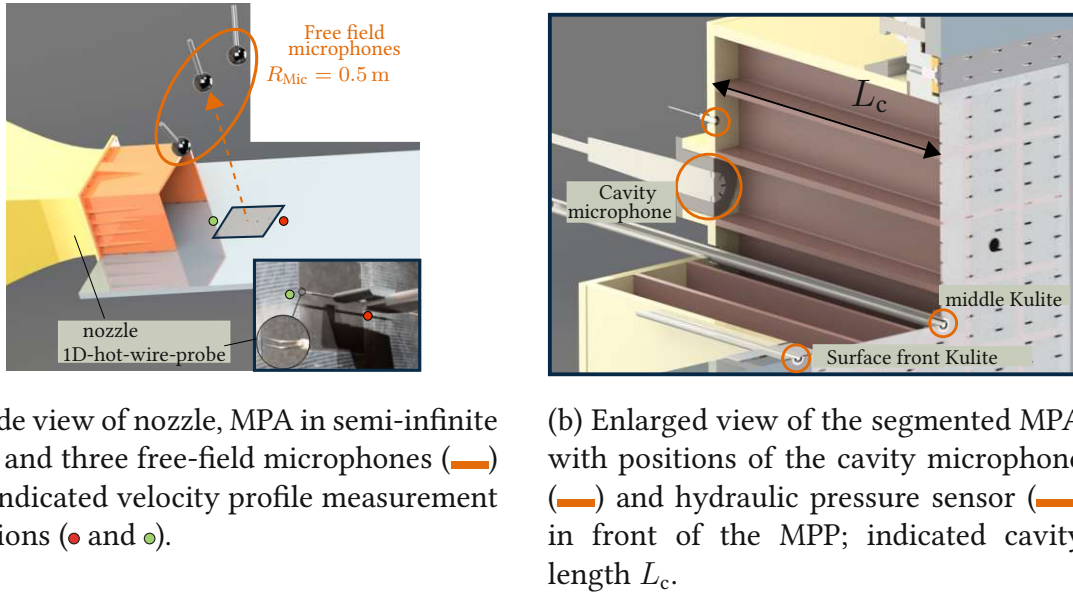 Free field
microphones
R_Mic = 0.5 m
nozzle
1D-hot-wire-probe
L_c
Cavity
microphone
middle Kulite
Surface front Kulite
de view of nozzle, MPA in semi-infinite
and three free-field microphones ( )
ndicated velocity profile measurement
ions (● and ●).
(b) Enlarged view of the segmented MPA
with positions of the cavity microphone
( ) and hydraulic pressure sensor (
in front of the MPP; indicated cavity
length L_c.